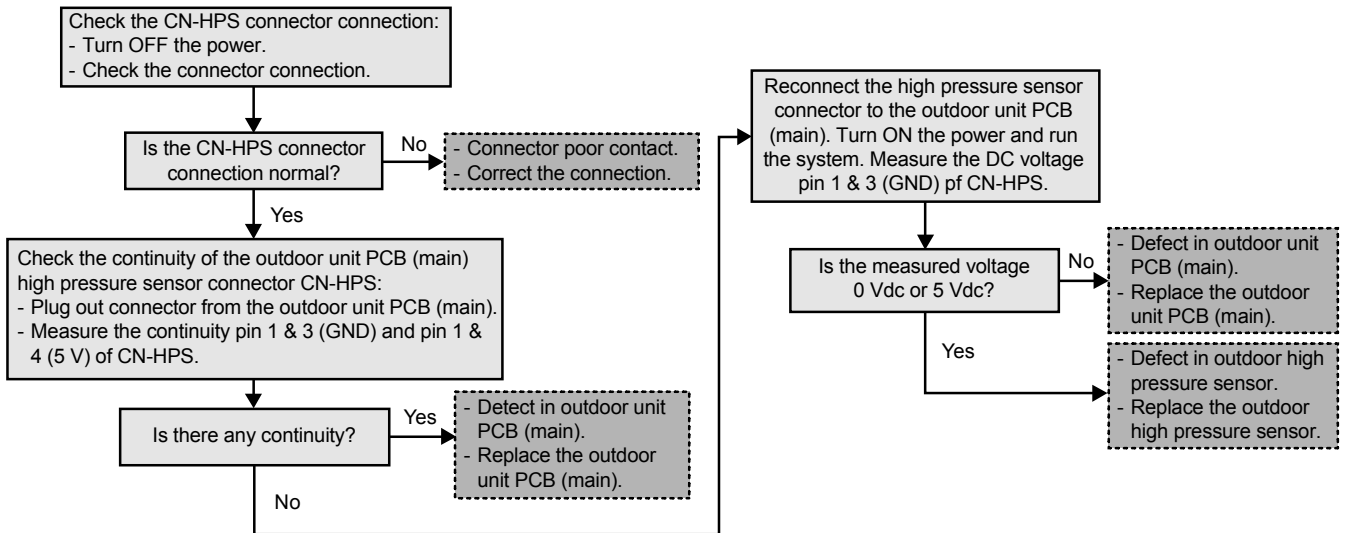 Check the CN-HPS connector connection:
- Turn OFF the power.
- Check the connector connection.
Is the CN-HPS connector
connection normal?
No
- Connector poor contact.
- Correct the connection.
Yes
Check the continuity of the outdoor unit PCB (main)
high pressure sensor connector CN-HPS:
- Plug out connector from the outdoor unit PCB (main).
- Measure the continuity pin 1 & 3 (GND) and pin 1 &
4 (5 V) of CN-HPS.
Is there any continuity?
Yes
- Detect in outdoor unit
PCB (main).
- Replace the outdoor
unit PCB (main).
No
Reconnect the high pressure sensor
connector to the outdoor unit PCB
(main). Turn ON the power and run
the system. Measure the DC voltage
pin 1 & 3 (GND) pf CN-HPS.
Is the measured voltage
0 Vdc or 5 Vdc?
No
- Defect in outdoor unit
PCB (main).
- Replace the outdoor
unit PCB (main).
Yes
- Defect in outdoor high
pressure sensor.
- Replace the outdoor
high pressure sensor.